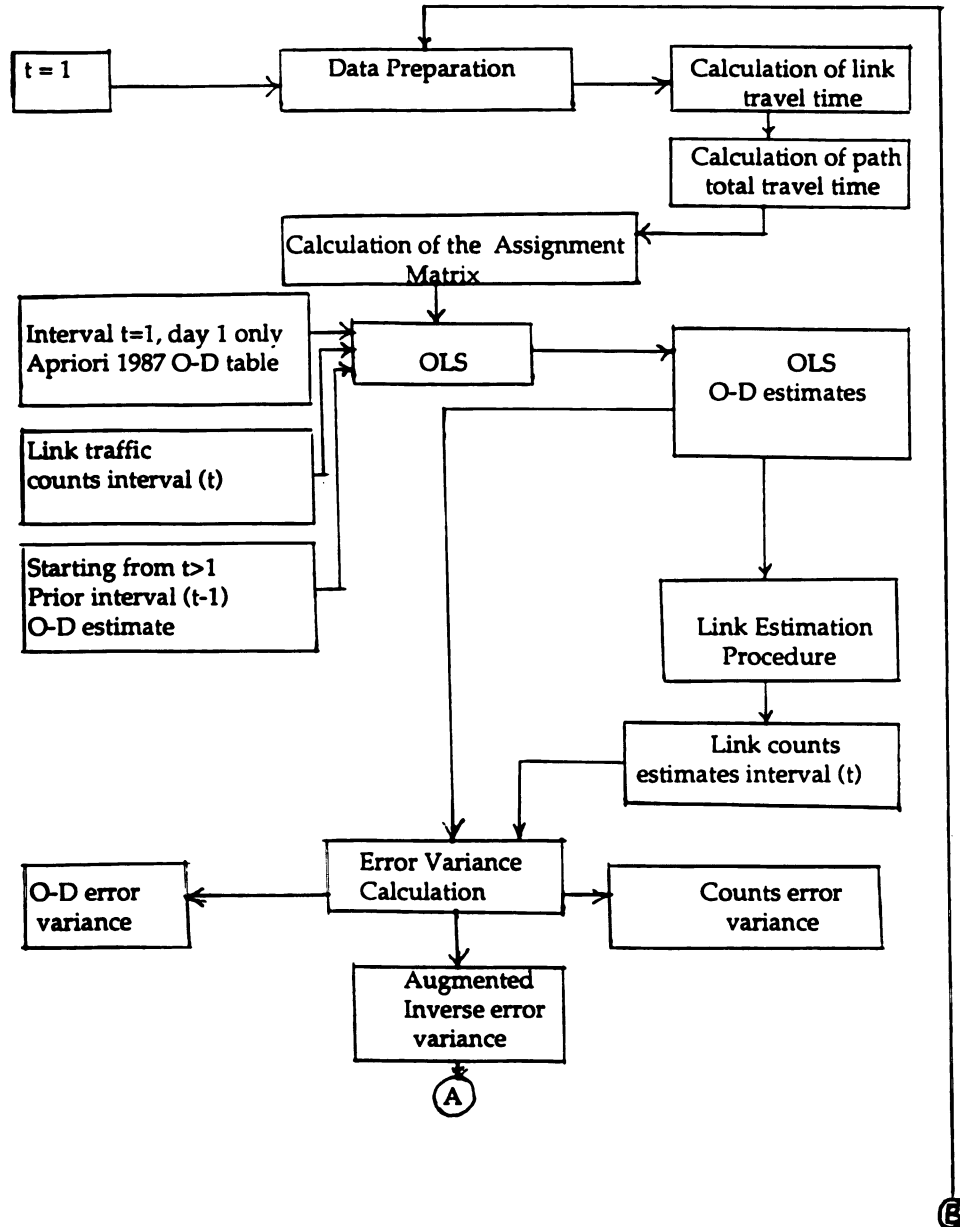 t = 1
Data Preparation
Calculation of link
travel time
Calculation of path
total travel time
Calculation of the Assignment
Matrix
Interval t=1, day 1 only
Apriori 1987 O-D table
OLS
OLS
O-D estimates
Link traffic
counts interval (t)
Starting from t>1
Prior interval (t-1)
O-D estimate
Link Estimation
Procedure
Link counts
estimates interval (t)
Error Variance
Calculation
O-D error
variance
Counts error
variance
Augmented
Inverse error
variance
A
B